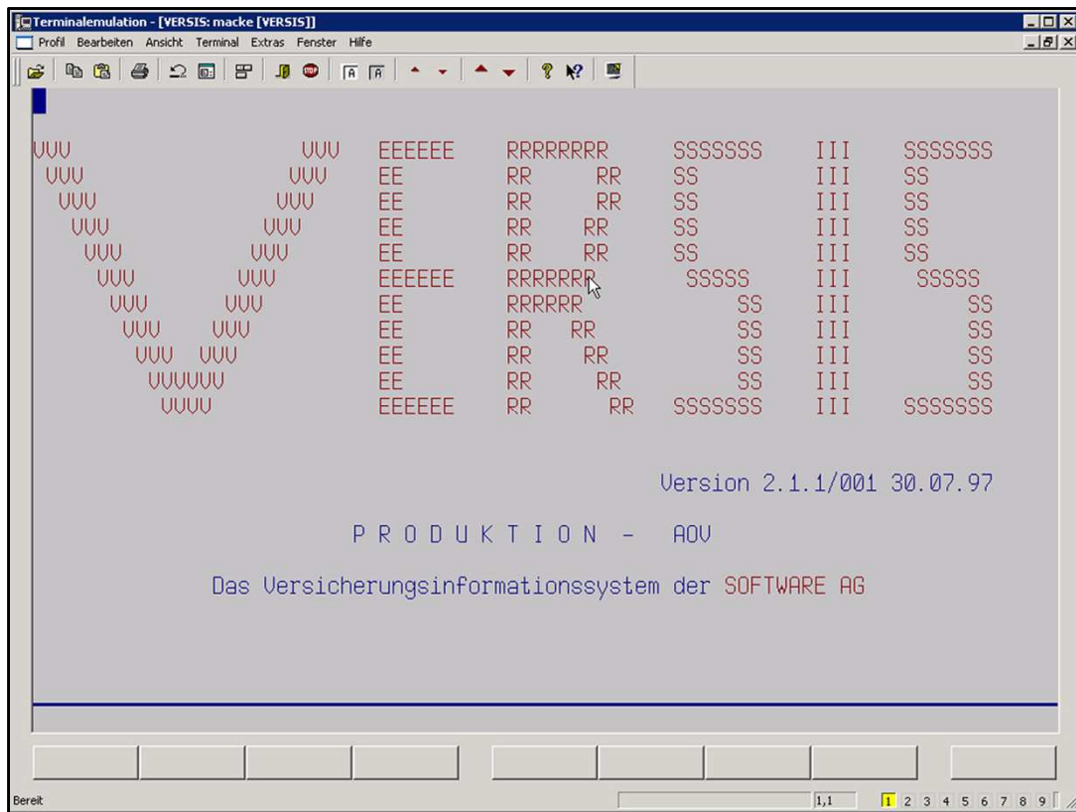 Terminalemulation - [VERSIS: macke [VERSIS]]
Profil Bearbeiten Ansicht Terminal Extras Fenster Hilfe
VVV                  VVV   EEEEEE    RRRRRRRR     SSSSSSS    III    SSSSSSS
 VVV                VVV    EE        RR     RR   SS         III    SS
  VVV              VVV     EE        RR     RR   SS         III    SS
   VVV            VVV      EE        RR    RR    SS         III    SS
    VVV          VVV       EE        RR    RR    SS         III    SS
     VVV        VVV        EEEEEE    RRRRRRR      SSSSS     III     SSSSS
      VVV      VVV         EE        RRRRRR           SS    III         SS
       VVV    VVV          EE        RR   RR          SS    III         SS
        VVV  VVV           EE        RR    RR         SS    III         SS
         VVVVVV            EE        RR     RR        SS    III         SS
          VVVV             EEEEEE    RR      RR  SSSSSSS    III    SSSSSSS
Version 2.1.1/001 30.07.97
P R O D U K T I O N - AOV
Das Versicherungsinformationssystem der SOFTWARE AG
Bereit 1,1 1 2 3 4 5 6 7 8 9